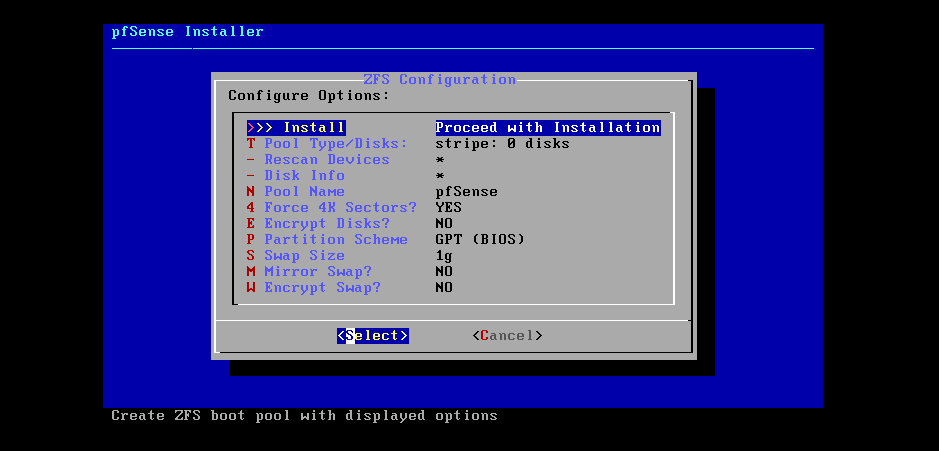 pfSense Installer
ZFS Configuration
Configure Options:
>>> Install Proceed with Installation
T Pool Type/Disks: stripe: 0 disks
- Rescan Devices *
- Disk Info *
N Pool Name pfSense
4 Force 4K Sectors? YES
E Encrypt Disks? NO
P Partition Scheme GPT (BIOS)
S Swap Size 1g
M Mirror Swap? NO
W Encrypt Swap? NO
<Select> <Cancel>
Create ZFS boot pool with displayed options